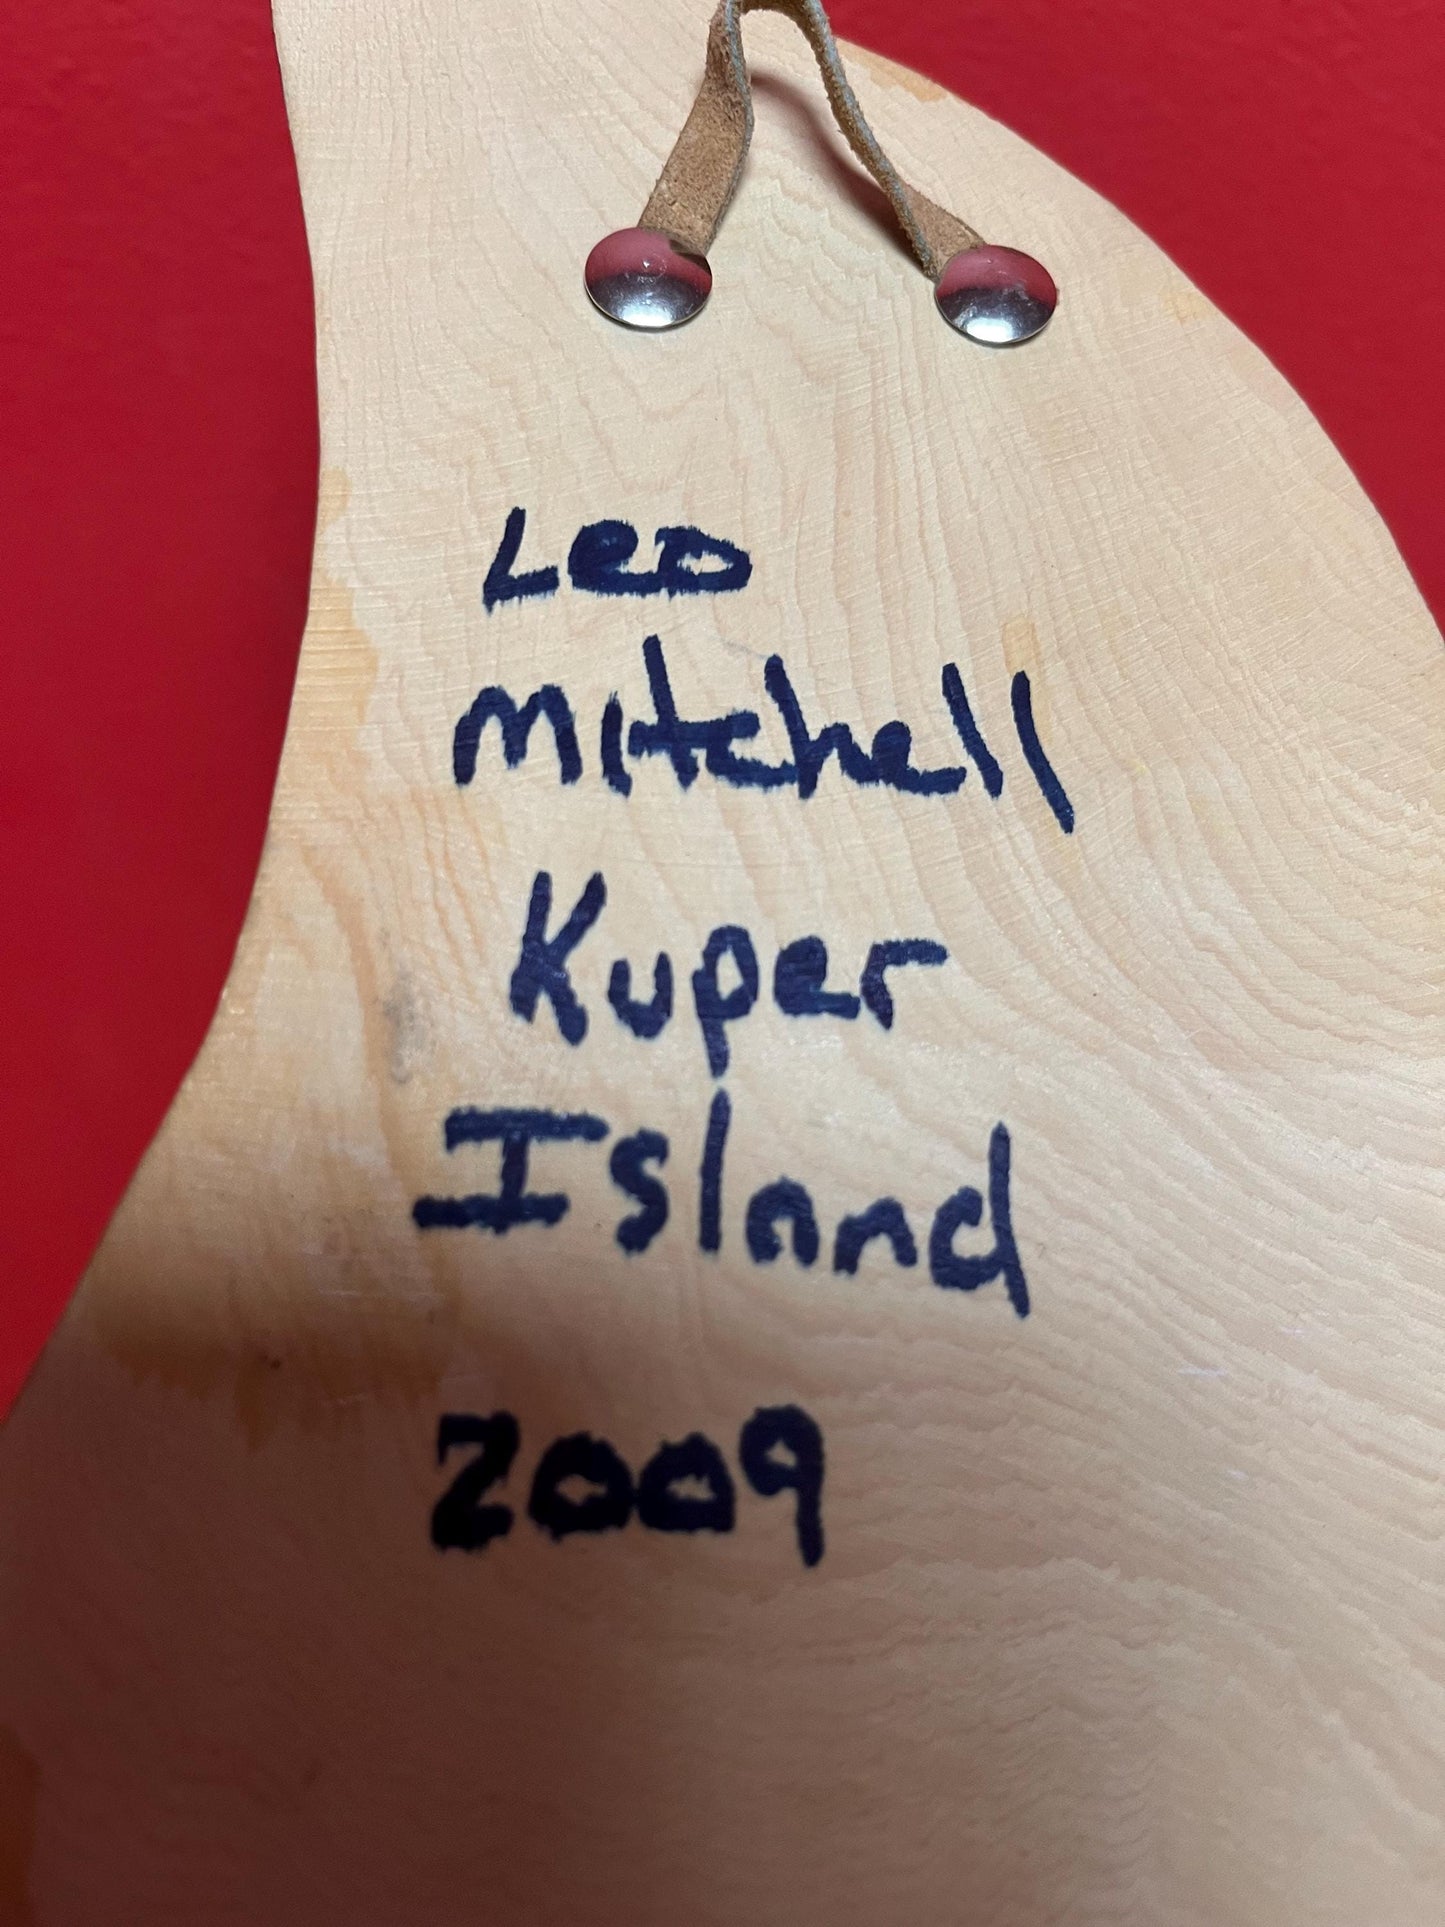 Leo
Mitchell
Kuper
Island
2009